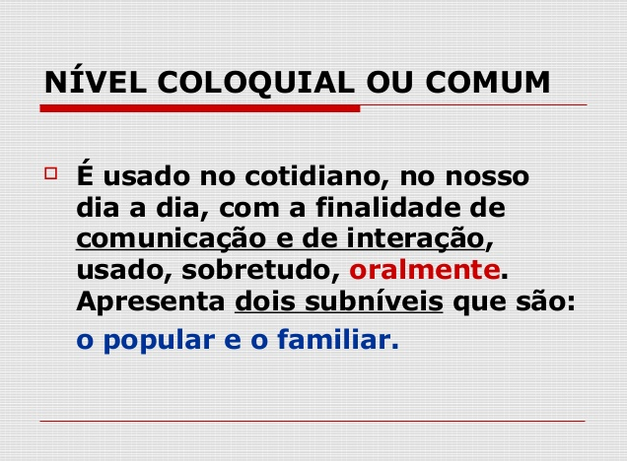 NÍVEL COLOQUIAL OU COMUM
É usado no cotidiano, no nosso
dia a dia, com a finalidade de
comunicação e de interação,
usado, sobretudo, oralmente.
Apresenta dois subníveis que são:
o popular e o familiar.